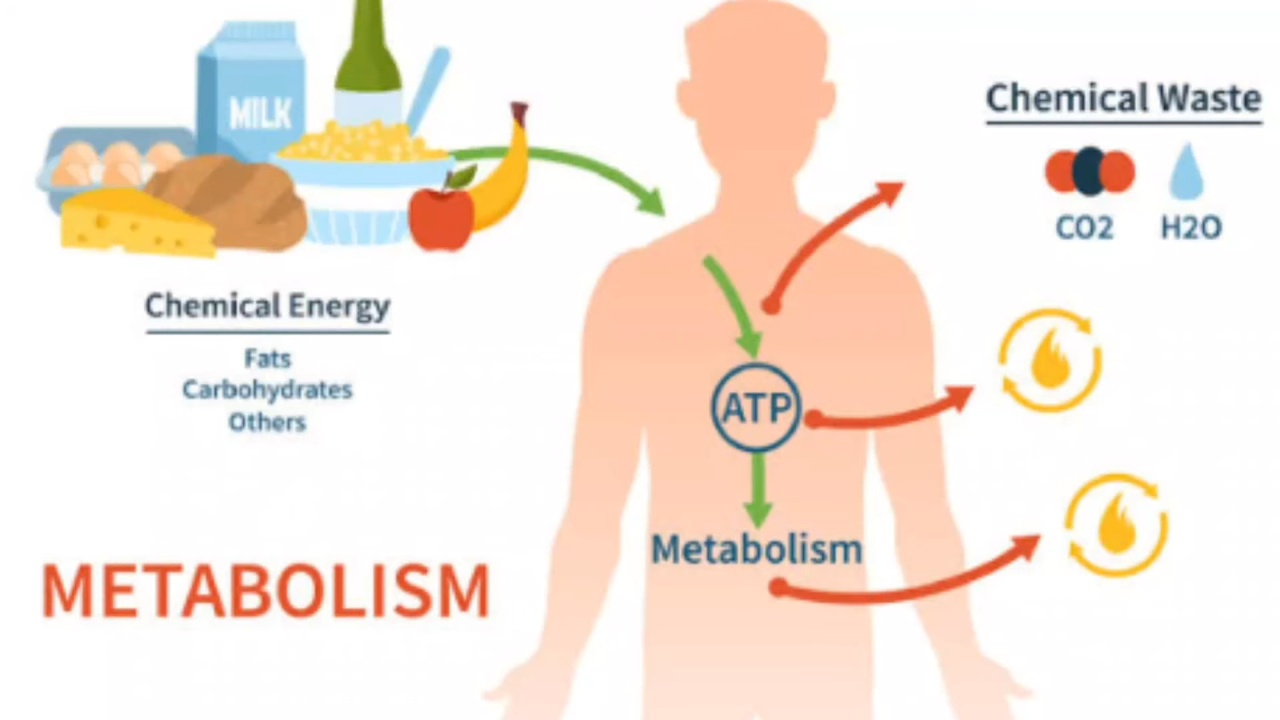 MILK
Chemical Energy
Fats
Carbohydrates
Others
METABOLISM
ATP
Metabolism
Chemical Waste
CO2 H2O